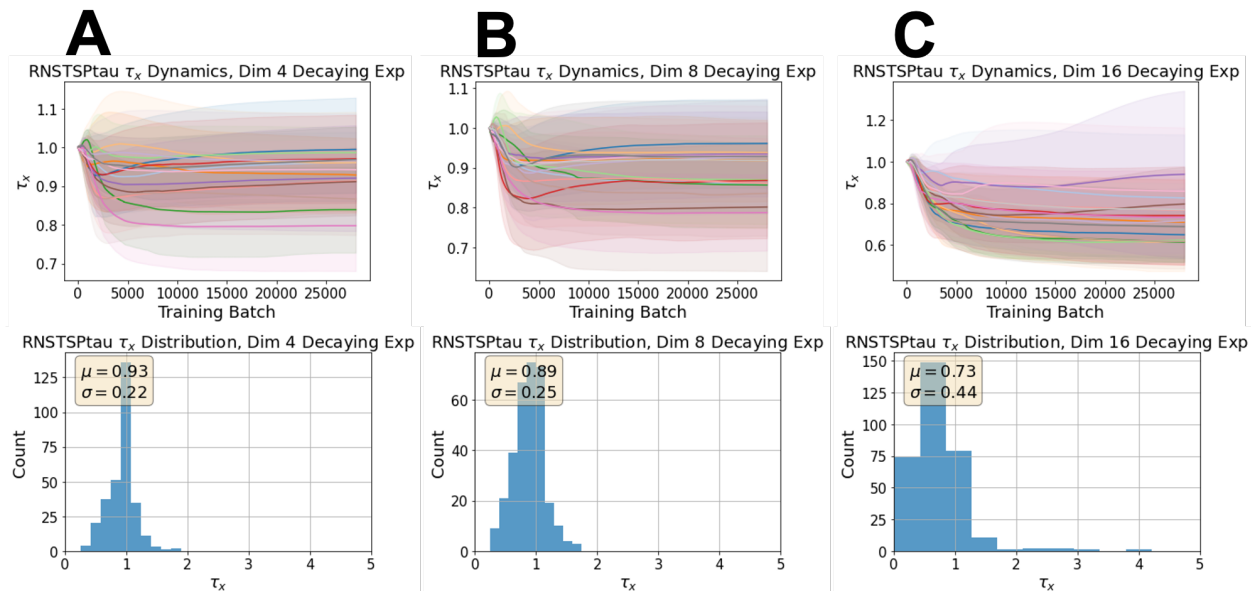 A
B
C
RNSTSPtau τx Dynamics, Dim 4 Decaying Exp
1.1
1.0
0.9
0.8
0.7
τx
0 5000 10000 15000 20000 25000
Training Batch
RNSTSPtau τx Dynamics, Dim 8 Decaying Exp
1.1
1.0
0.9
0.8
0.7
τx
0 5000 10000 15000 20000 25000
Training Batch
RNSTSPtau τx Dynamics, Dim 16 Decaying Exp
1.2
1.0
0.8
0.6
τx
0 5000 10000 15000 20000 25000
Training Batch
RNSTSPtau τx Distribution, Dim 4 Decaying Exp
μ = 0.93
σ = 0.22
125
100
75
50
25
0
Count
0 1 2 3 4 5
τx
RNSTSPtau τx Distribution, Dim 8 Decaying Exp
μ = 0.89
σ = 0.25
60
40
20
0
Count
0 1 2 3 4 5
τx
RNSTSPtau τx Distribution, Dim 16 Decaying Exp
μ = 0.73
σ = 0.44
150
125
100
75
50
25
0
Count
0 1 2 3 4 5
τx